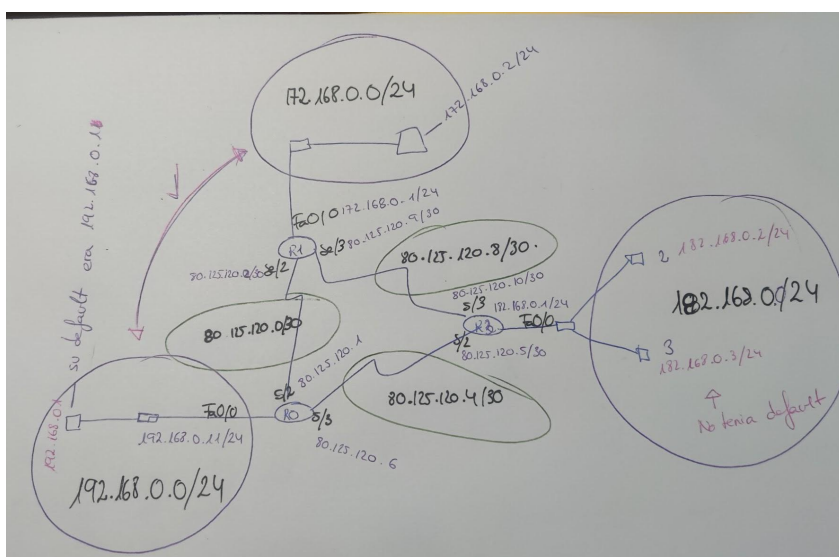 172.168.0.0/24
172.168.0.2/24
su default era 192.168.0.1
Fa0/0 172.168.0.1/24
R1
Se/3 80.125.120.9/30
80.125.120.2/30 Se/2
80.125.120.8/30
80.125.120.10/30
S/3 182.168.0.1/24
R3 Fa0/0
S/2
80.125.120.5/30
2 182.168.0.2/24
182.168.0.0/24
3
182.168.0.3/24
No tenia default
80.125.120.0/30
80.125.120.1
S/2
80.125.120.4/30
Fa0/0 R0 S/3
80.125.120.6
192.168.0.1
192.168.0.11/24
192.168.0.0/24